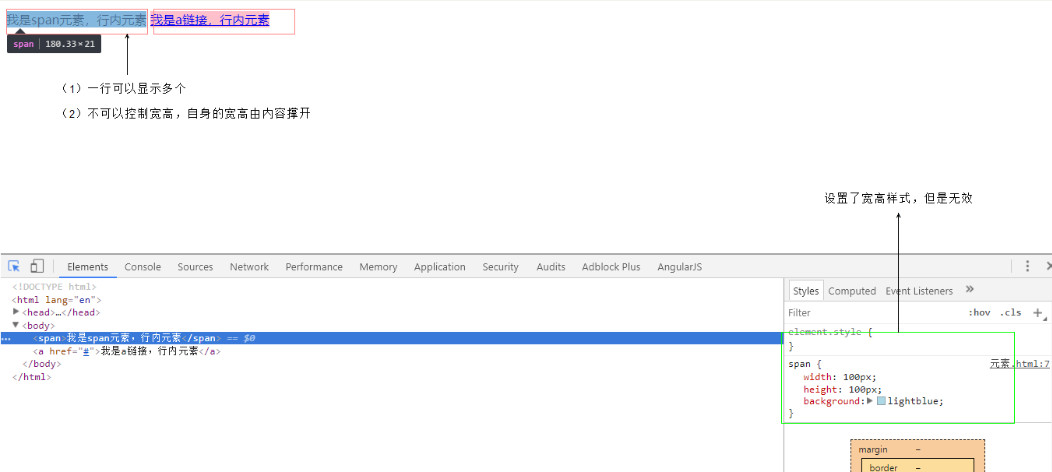 我是span元素，行内元素 我是a链接，行内元素
span 180.33×21
（1）一行可以显示多个
（2）不可以控制宽高，自身的宽高由内容撑开
设置了宽高样式，但是无效
Elements Console Sources Network Performance Memory Application Security Audits Adblock Plus AngularJS
<!DOCTYPE html>
<html lang="en">
<head>…</head>
<body>
<span>我是span元素，行内元素</span> == $0
<a href="#">我是a链接，行内元素</a>
</body>
</html>
Styles Computed Event Listeners »
Filter :hov .cls +
element.style {
}
span { 元素.html:7
width: 100px;
height: 100px;
background: lightblue;
}
margin -
border -